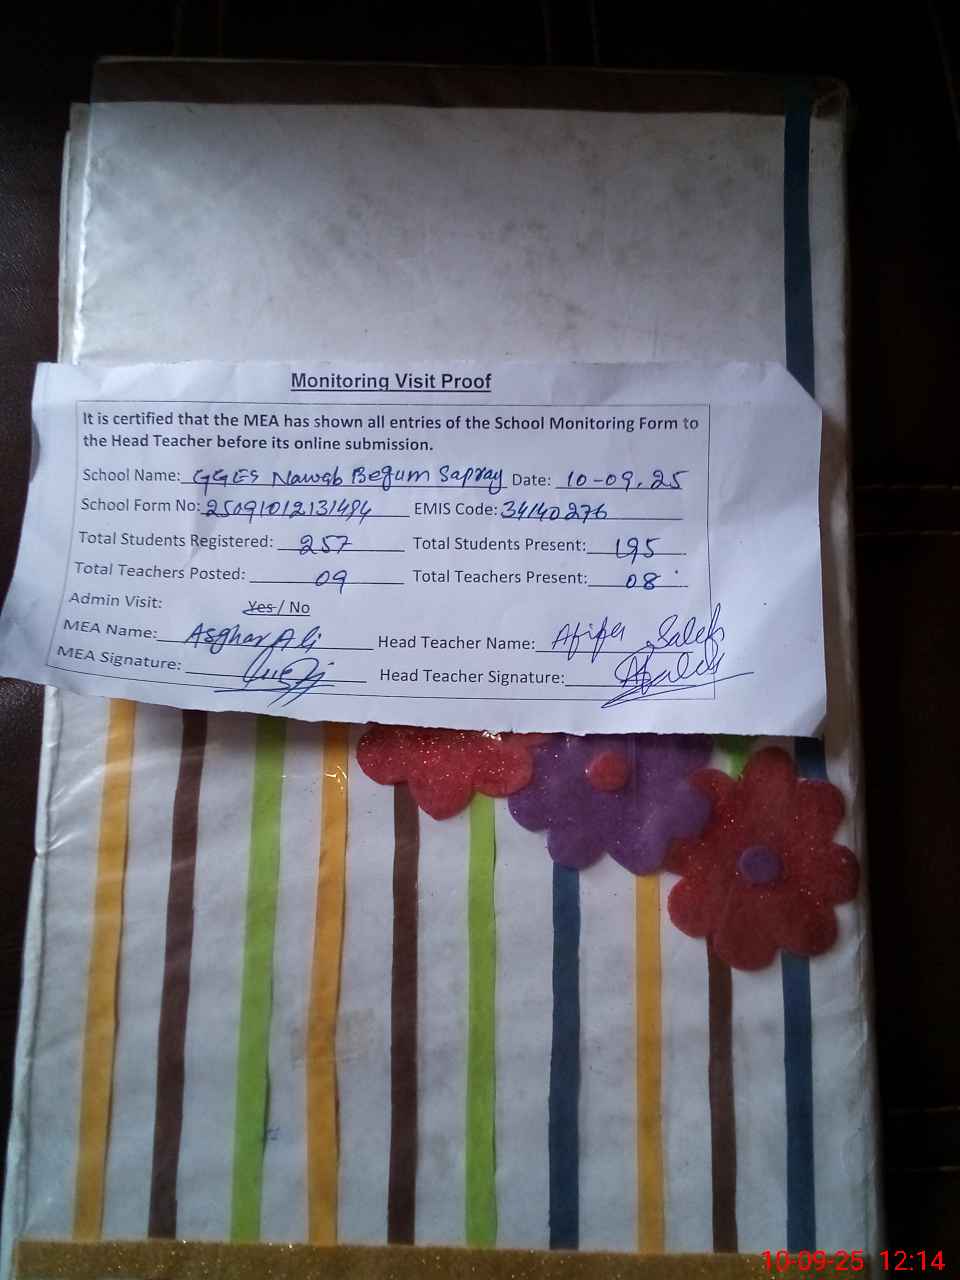 Monitoring Visit Proof
It is certified that the MEA has shown all entries of the School Monitoring Form to
the Head Teacher before its online submission.
School Name: GGES Nawab Begum Sapray Date: 10-09.25
School Form No: 25091012131494 EMIS Code: 34140276
Total Students Registered: 257 Total Students Present: 195
Total Teachers Posted: 09 Total Teachers Present: 08
Admin Visit: Yes / No
MEA Name: Asghar Ali Head Teacher Name: Afifa Saleh
MEA Signature: Head Teacher Signature:
10-09-25 12:14